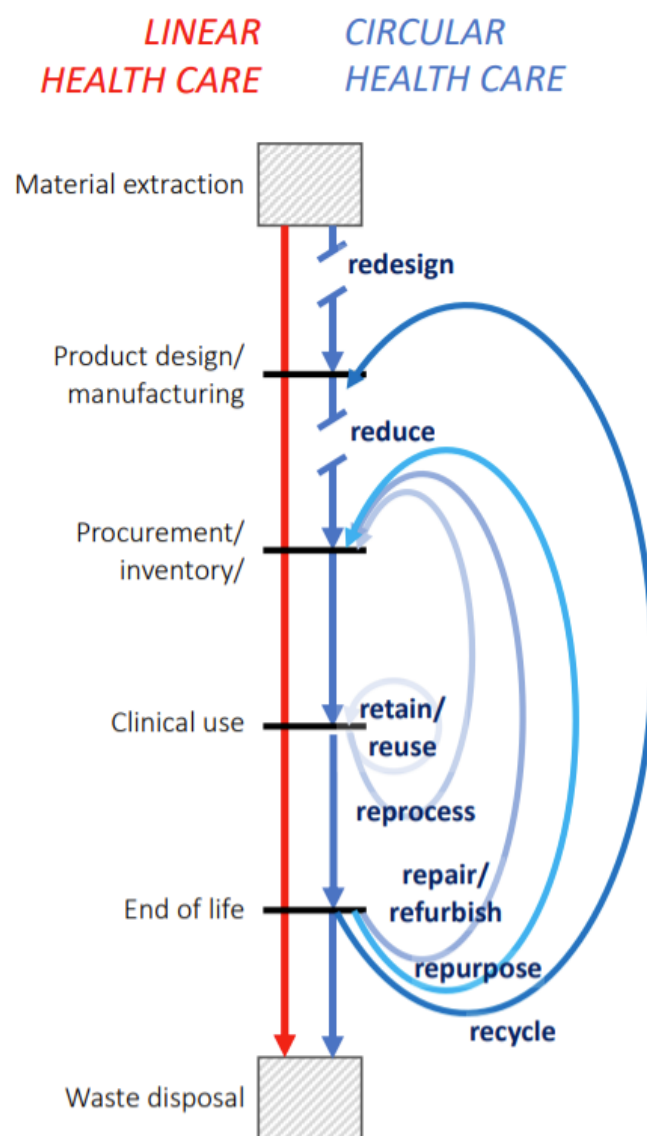 LINEAR
HEALTH CARE
CIRCULAR
HEALTH CARE
Material extraction
redesign
Product design/
manufacturing
reduce
Procurement/
inventory/
Clinical use
retain/
reuse
reprocess
repair/
refurbish
End of life
repurpose
recycle
Waste disposal